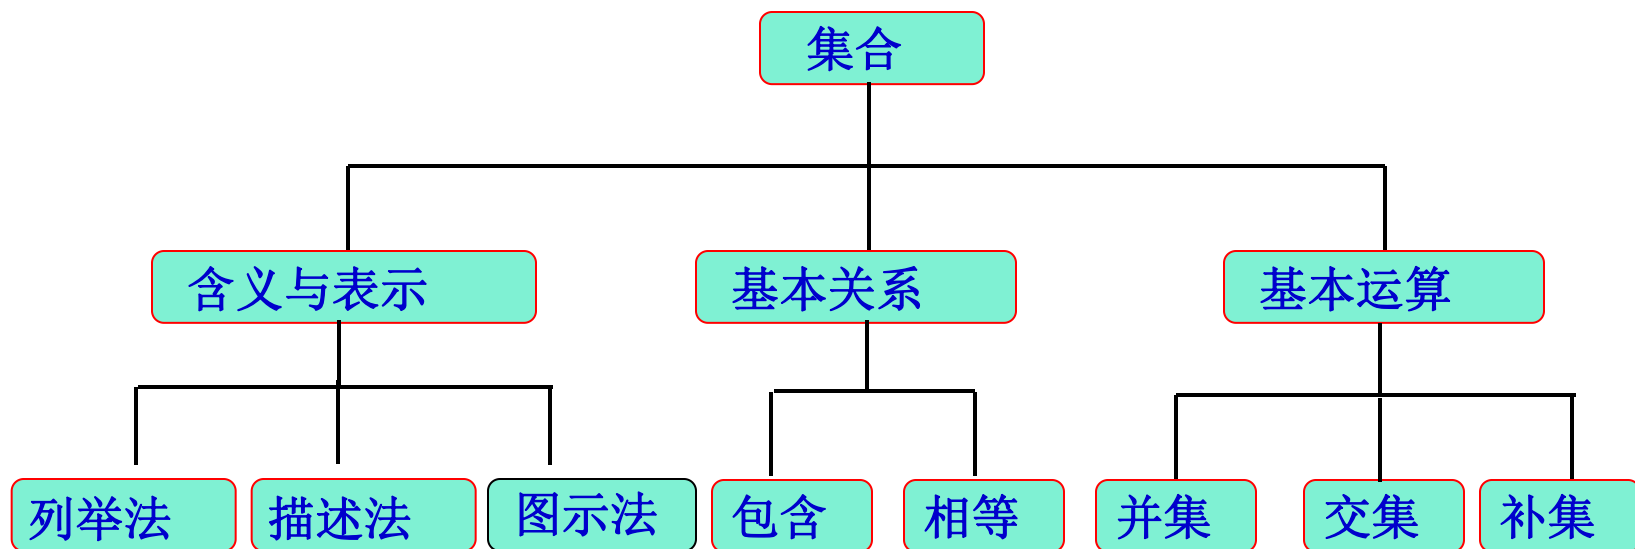 集合
含义与表示
基本关系
基本运算
列举法
描述法
图示法
包含
相等
并集
交集
补集